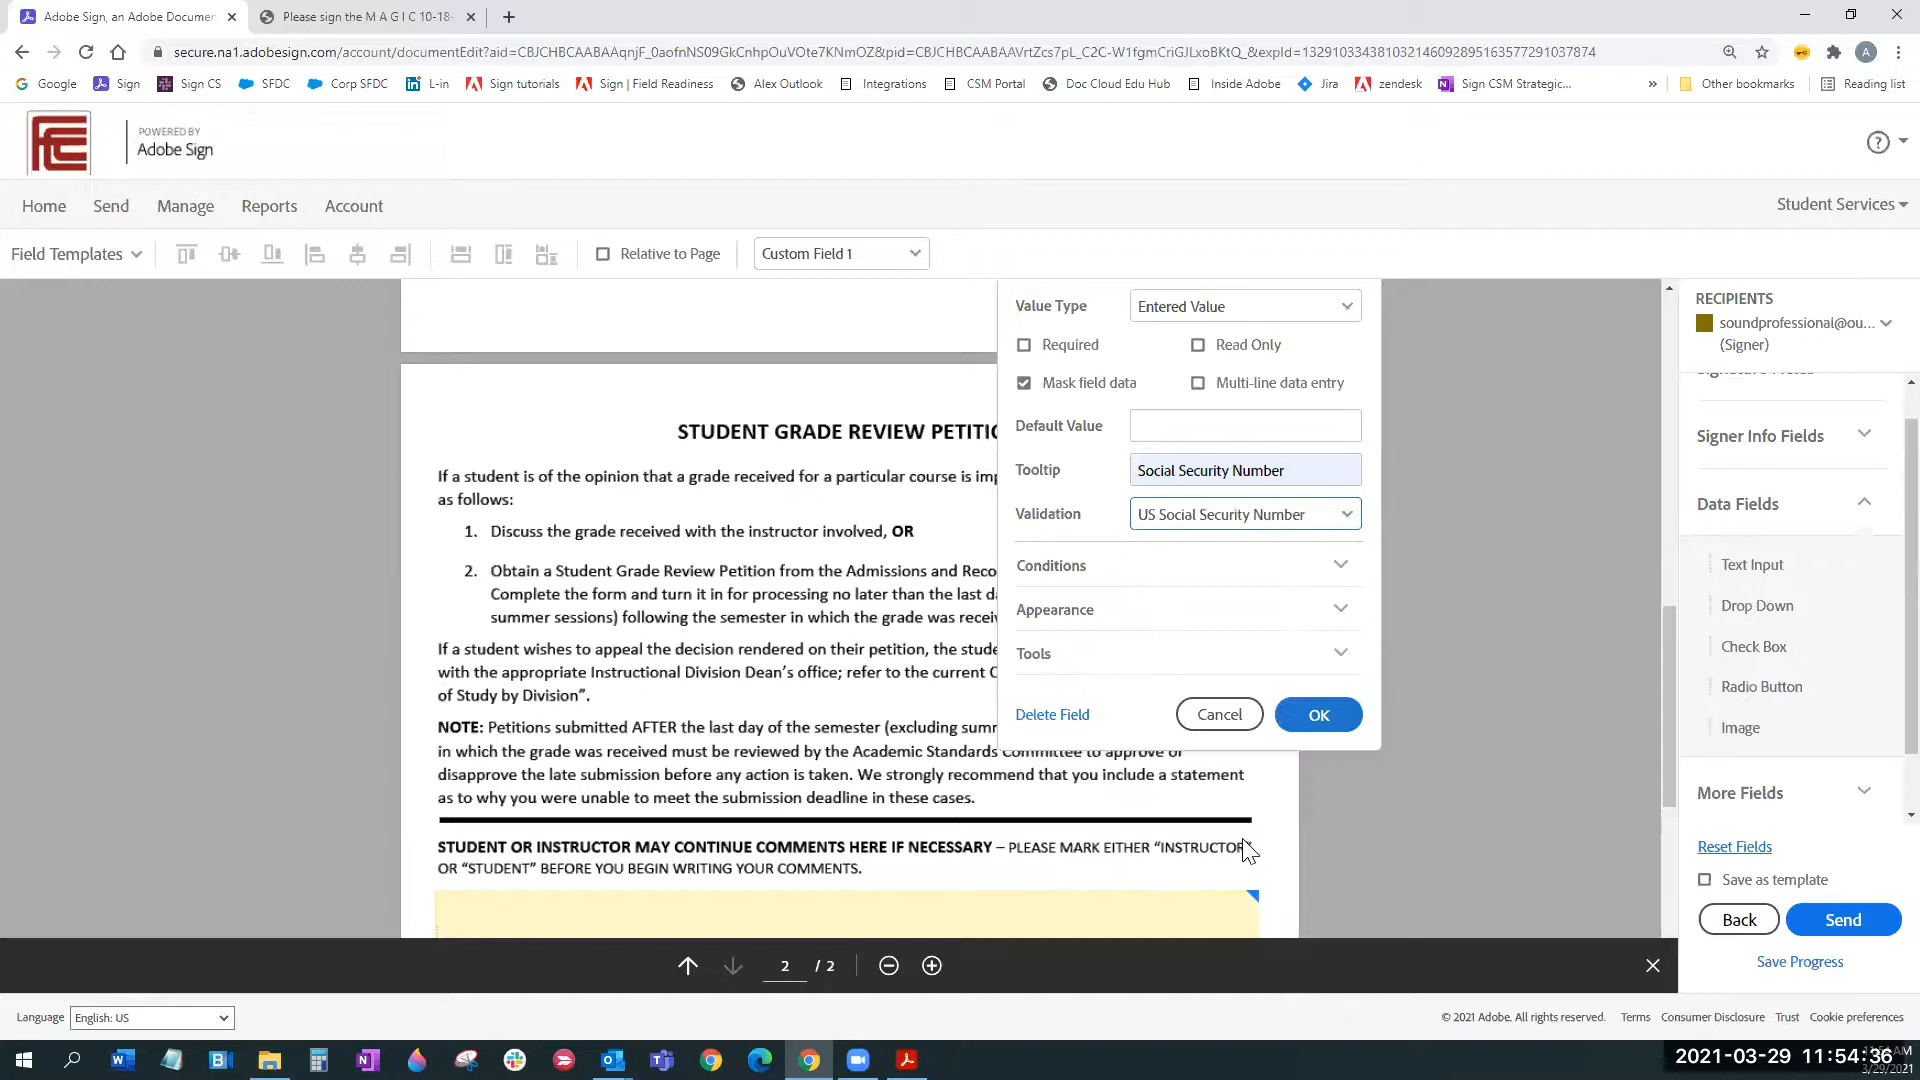 Adobe Sign, an Adobe Documen
Please sign the M A G I C 10-18-
secure.na1.adobesign.com/account/documentEdit?aid=CBJCHBCAABAAqnjF_0aofnNS09GkCnhpOuVOte7KNmOZ&pid=CBJCHBCAABAAVrtZcs7pL_C2C-W1fgmCriGJLxoBKtQ_&expId=1329103343810321460928951635772910378​74
A
Google
Sign
Sign CS
SFDC
Corp SFDC
L-in
Sign tutorials
Sign | Field Readiness
Alex Outlook
Integrations
CSM Portal
Doc Cloud Edu Hub
Inside Adobe
Jira
zendesk
Sign CSM Strategic...
»
Other bookmarks
Reading list
POWERED BY
Adobe Sign
Home
Send
Manage
Reports
Account
Student Services
Field Templates
Relative to Page
Custom Field 1
Value Type
Entered Value
Required
Read Only
Mask field data
Multi-line data entry
Default Value
Tooltip
Social Security Number
Validation
US Social Security Number
Conditions
Appearance
Tools
Delete Field
Cancel
OK
STUDENT GRADE REVIEW PETITIO
If a student is of the opinion that a grade received for a particular course is imp
as follows:
1. Discuss the grade received with the instructor involved, OR
2. Obtain a Student Grade Review Petition from the Admissions and Reco
Complete the form and turn it in for processing no later than the last da
summer sessions) following the semester in which the grade was receiv
If a student wishes to appeal the decision rendered on their petition, the stude
with the appropriate Instructional Division Dean's office; refer to the current C
of Study by Division".
NOTE: Petitions submitted AFTER the last day of the semester (excluding sum
in which the grade was received must be reviewed by the Academic Standards Committee to approve or
disapprove the late submission before any action is taken. We strongly recommend that you include a statement
as to why you were unable to meet the submission deadline in these cases.
STUDENT OR INSTRUCTOR MAY CONTINUE COMMENTS HERE IF NECESSARY – PLEASE MARK EITHER "INSTRUCTOR"
OR "STUDENT" BEFORE YOU BEGIN WRITING YOUR COMMENTS.
RECIPIENTS
soundprofessional@ou...
(Signer)
Signer Info Fields
Data Fields
Text Input
Drop Down
Check Box
Radio Button
Image
More Fields
Reset Fields
Save as template
Back
Send
Save Progress
2 / 2
Language
English: US
© 2021 Adobe. All rights reserved.
Terms
Consumer Disclosure
Trust
Cookie preferences
2021-03-29 11:54:36
3/29/2021